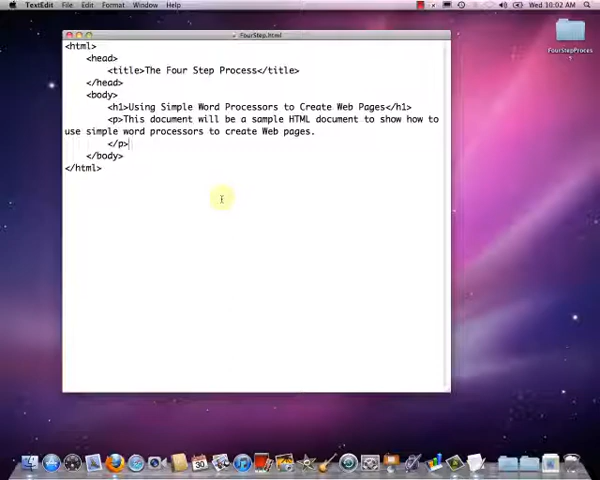 TextEdit File Edit Format Window Help
Wed 10:02 AM
FourStep.html
<html>
<head>
<title>The Four Step Process</title>
</head>
<body>
<h1>Using Simple Word Processors to Create Web Pages</h1>
<p>This document will be a sample HTML document to show how to
use simple word processors to create Web pages.
</p>
</body>
</html>
FourStepProces
s
30